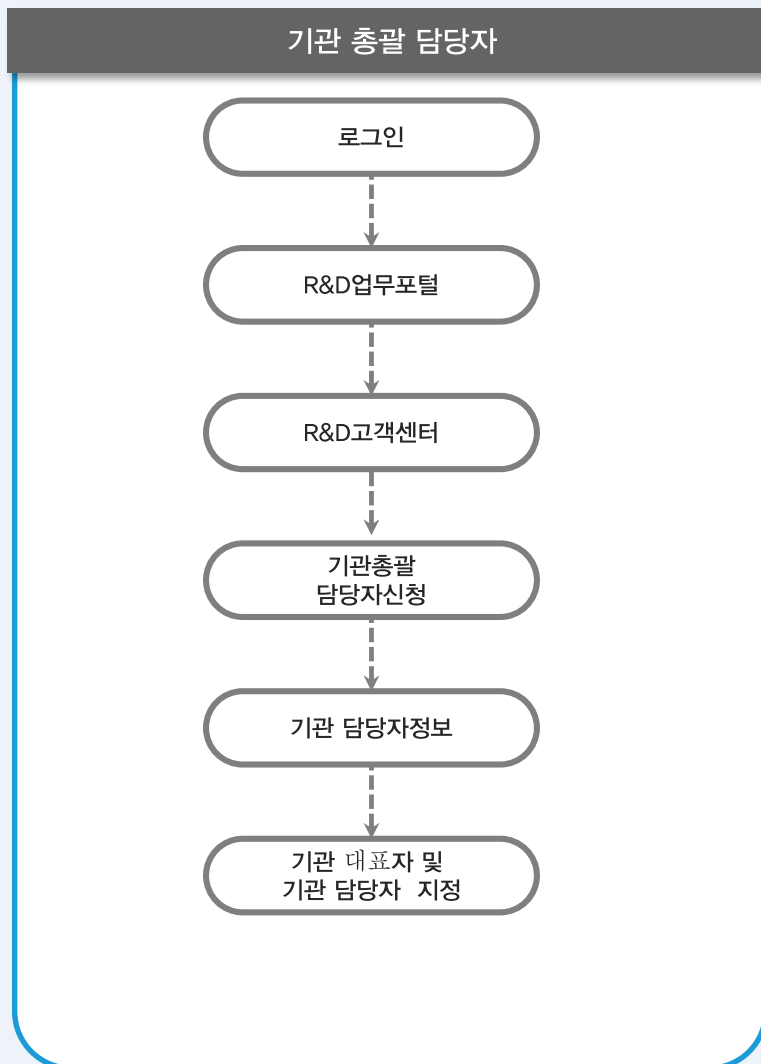 기관 총괄 담당자
로그인
R&D업무포털
R&D고객센터
기관총괄
담당자신청
기관 담당자정보
기관 대표자 및
기관 담당자 지정